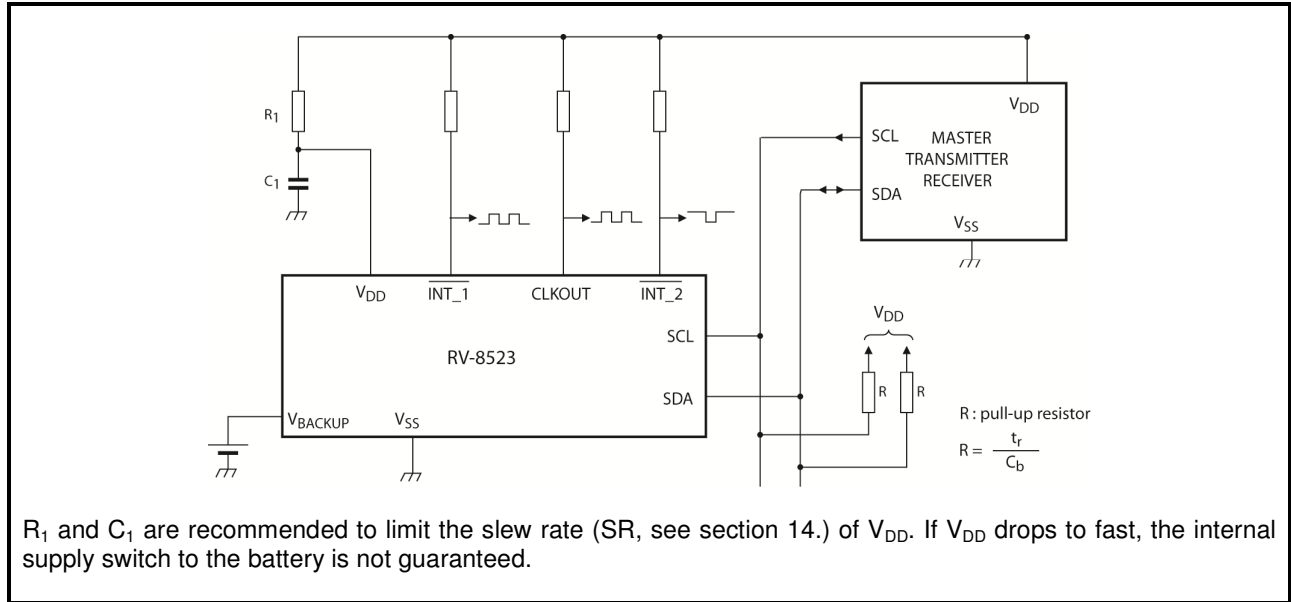 R1
C1
VDD
INT_1
CLKOUT
INT_2
RV-8523
SCL
SDA
VBACKUP
VSS
VDD
SCL
MASTER
TRANSMITTER
RECEIVER
SDA
VSS
VDD
R
R
R : pull-up resistor
R = tr
Cb
R1 and C1 are recommended to limit the slew rate (SR, see section 14.) of VDD. If VDD drops to fast, the internal
supply switch to the battery is not guaranteed.